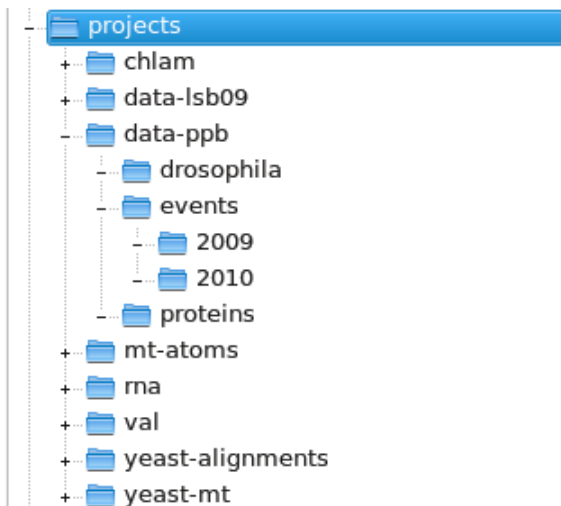 projects
chlam
data-lsb09
data-ppb
drosophila
events
2009
2010
proteins
mt-atoms
rna
val
yeast-alignments
yeast-mt